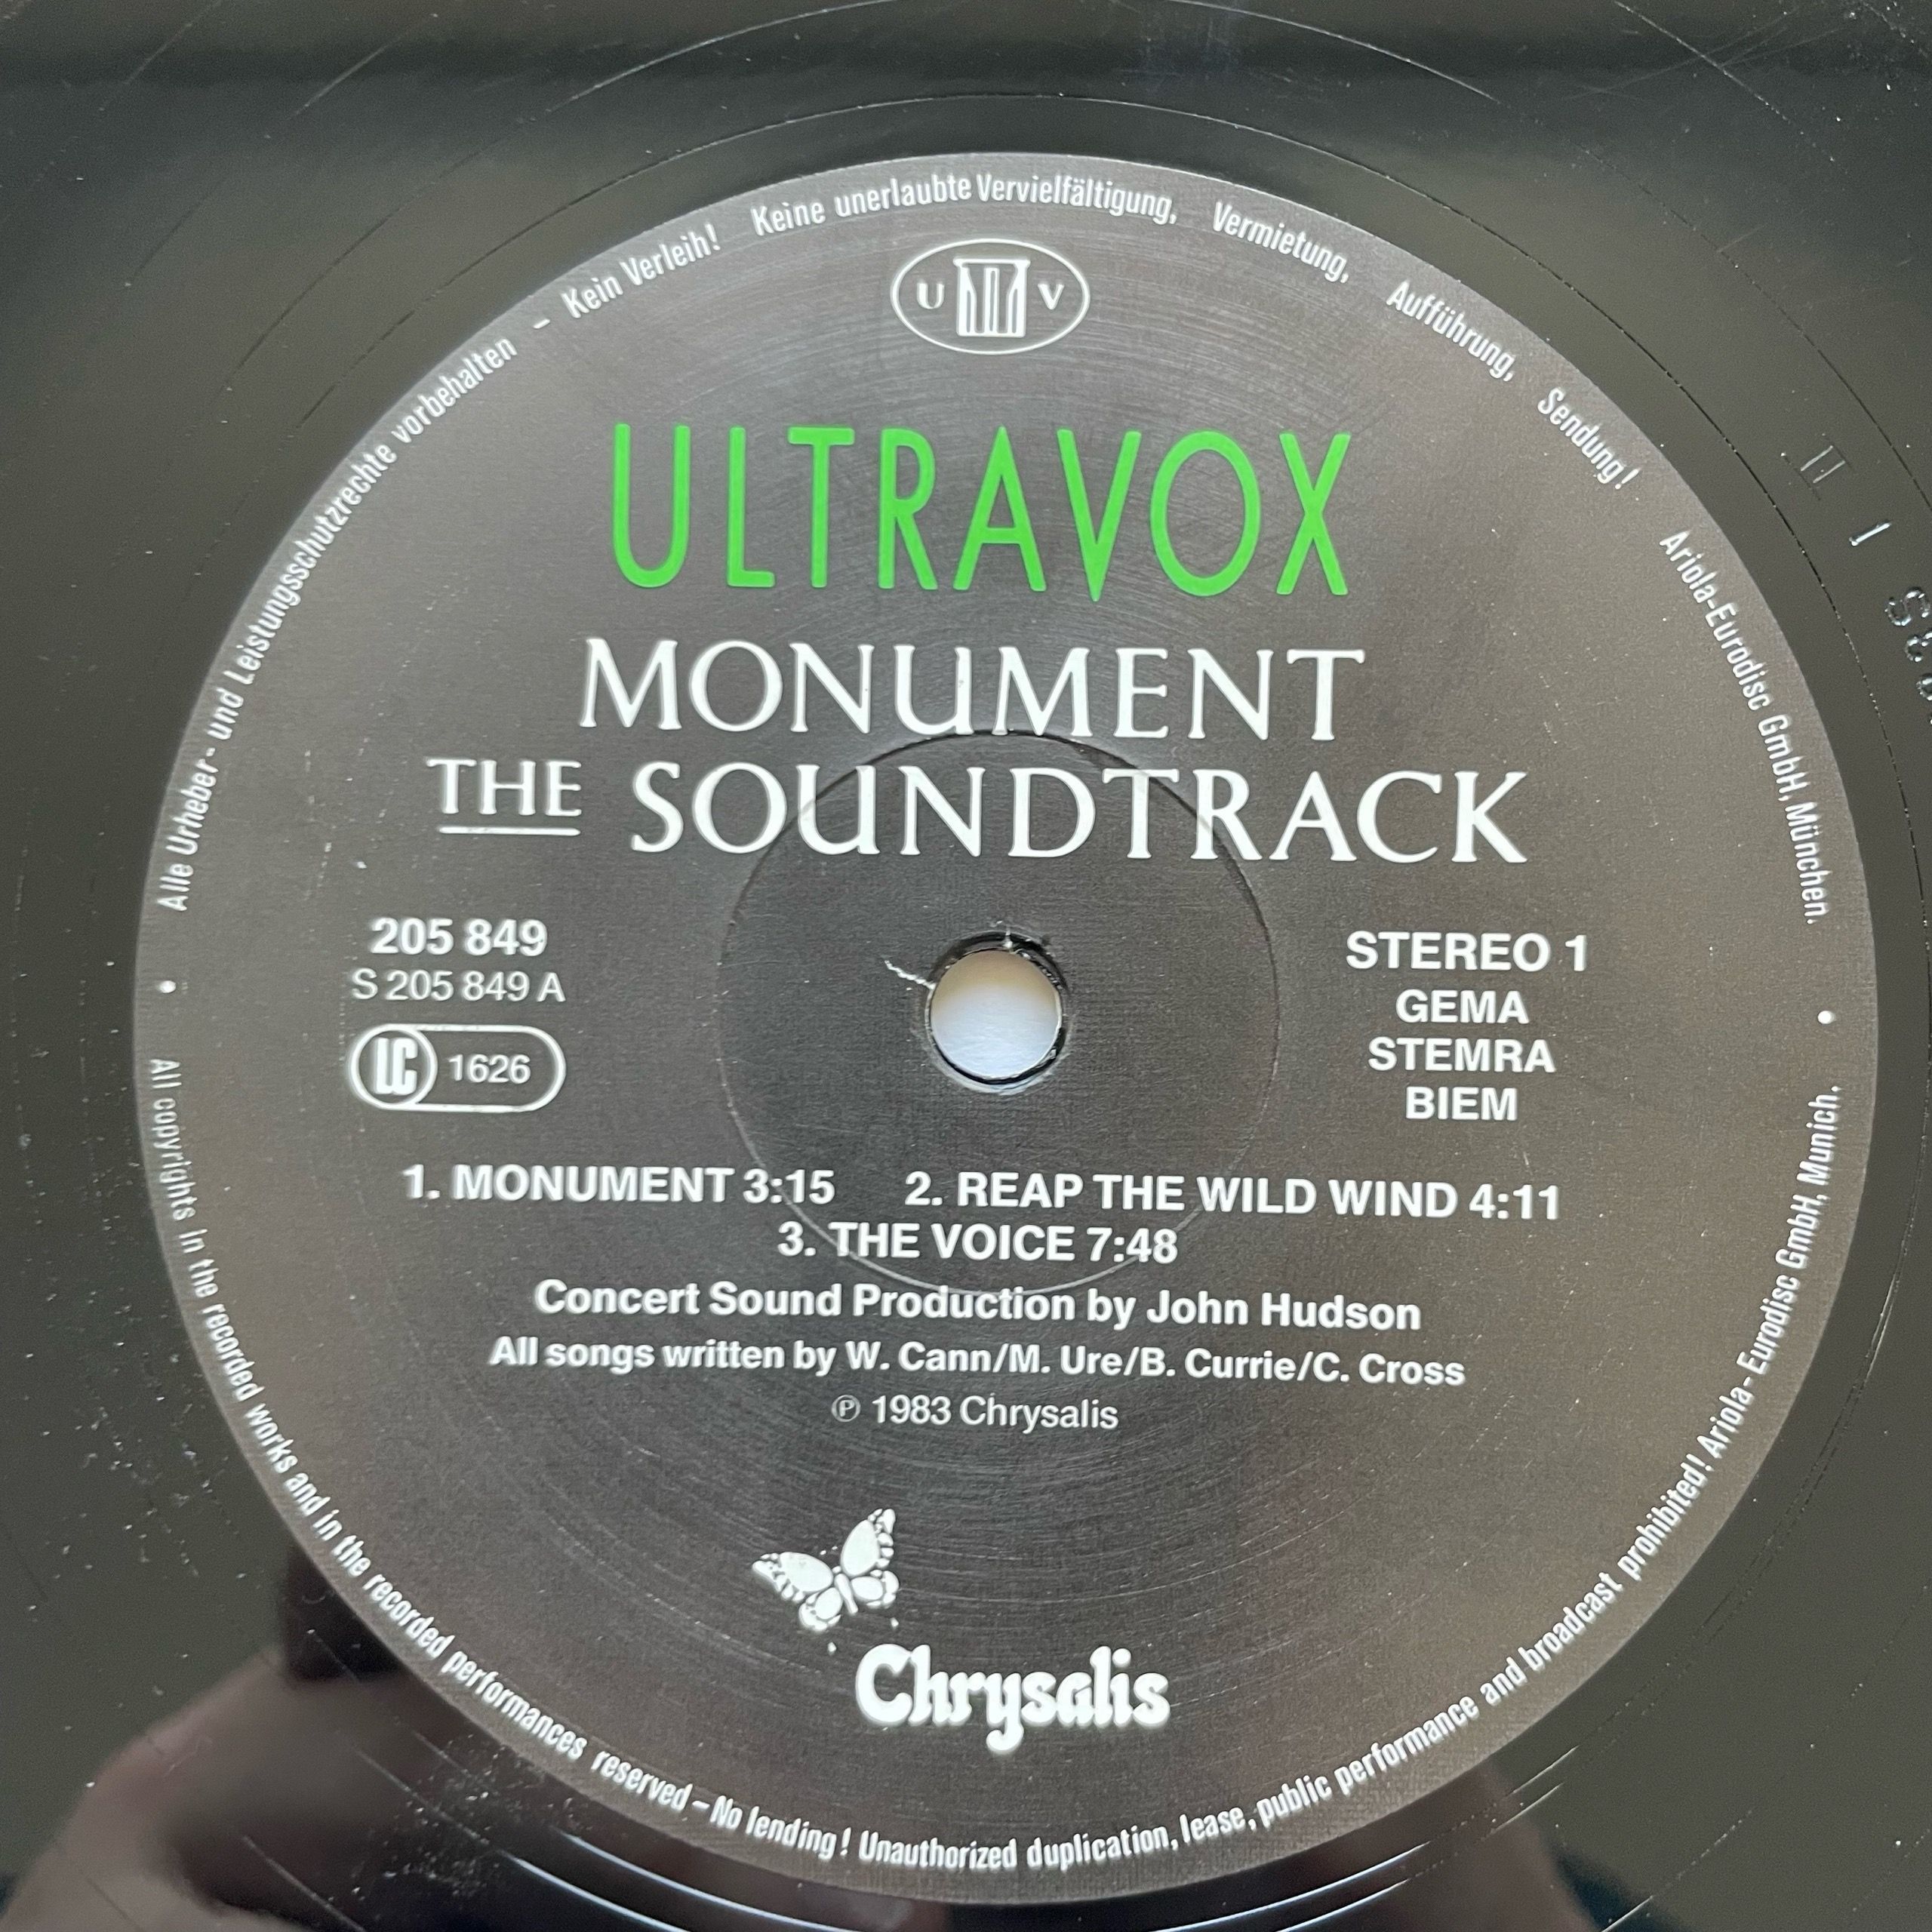 Alle Urheber- und Leistungsschutzrechte vorbehalten – Kein Verleih! Keine unerlaubte Vervielfältigung, Vermietung, Aufführung, Sendung! Ariola-Eurodisc GmbH, München.
U V
ULTRAVOX
MONUMENT
THE SOUNDTRACK
205 849
S 205 849 A
LC 1626
STEREO 1
GEMA
STEMRA
BIEM
1. MONUMENT 3:15 2. REAP THE WILD WIND 4:11
3. THE VOICE 7:48
Concert Sound Production by John Hudson
All songs written by W. Cann/M. Ure/B. Currie/C. Cross
℗ 1983 Chrysalis
Chrysalis
All copyrights In the recorded works and in the recorded performances reserved – No lending! Unauthorized duplication, lease, public performance and broadcast prohibited! Ariola-Eurodisc GmbH, Munich.